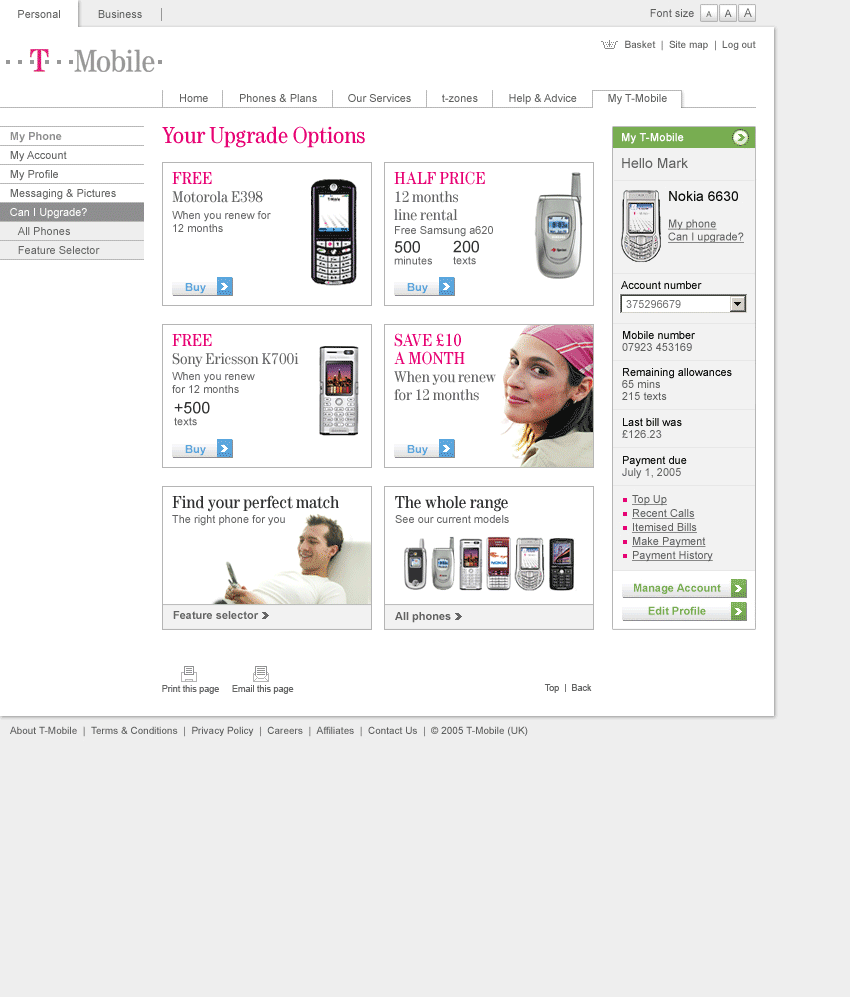 Personal
Business
Font size A A A
Basket | Site map | Log out
T-Mobile
Home
Phones & Plans
Our Services
t-zones
Help & Advice
My T-Mobile
My Phone
My Account
My Profile
Messaging & Pictures
Can I Upgrade?
All Phones
Feature Selector
Your Upgrade Options
FREE
Motorola E398
When you renew for
12 months
Buy
HALF PRICE
12 months
line rental
Free Samsung a620
500 200
minutes texts
Buy
FREE
Sony Ericsson K700i
When you renew
for 12 months
+500
texts
Buy
SAVE £10
A MONTH
When you renew
for 12 months
Buy
Find your perfect match
The right phone for you
Feature selector
The whole range
See our current models
NOKIA
All phones
My T-Mobile
Hello Mark
Nokia 6630
My phone
Can I upgrade?
Account number
375296679
Mobile number
07923 453169
Remaining allowances
65 mins
215 texts
Last bill was
£126.23
Payment due
July 1, 2005
Top Up
Recent Calls
Itemised Bills
Make Payment
Payment History
Manage Account
Edit Profile
Print this page
Email this page
Top | Back
About T-Mobile | Terms & Conditions | Privacy Policy | Careers | Affiliates | Contact Us | © 2005 T-Mobile (UK)